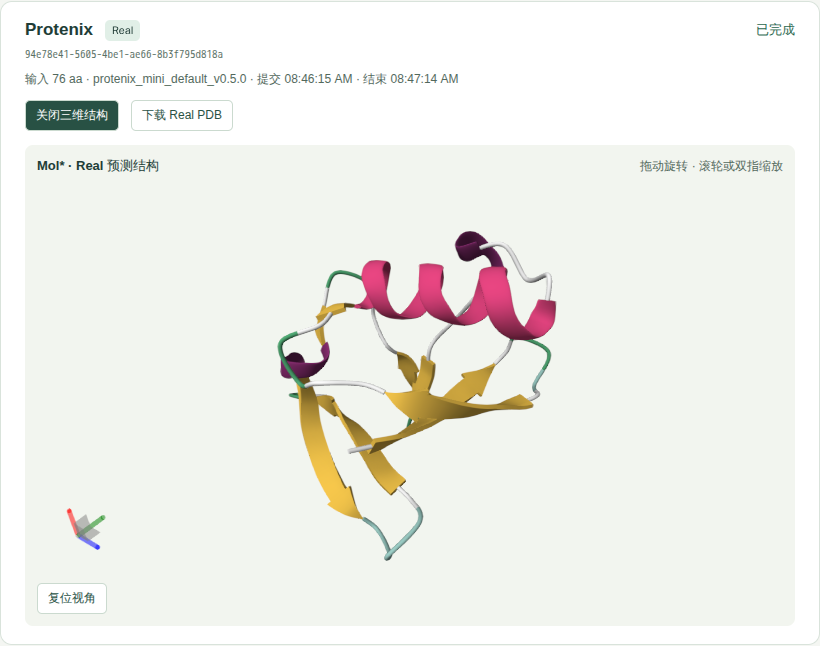 Protenix Real 已完成
94e78e41-5605-4be1-ae66-8b3f795d818a
输入 76 aa · protenix_mini_default_v0.5.0 · 提交 08:46:15 AM · 结束 08:47:14 AM
关闭三维结构 下载 Real PDB
Mol* · Real 预测结构 拖动旋转 · 滚轮或双指缩放
复位视角